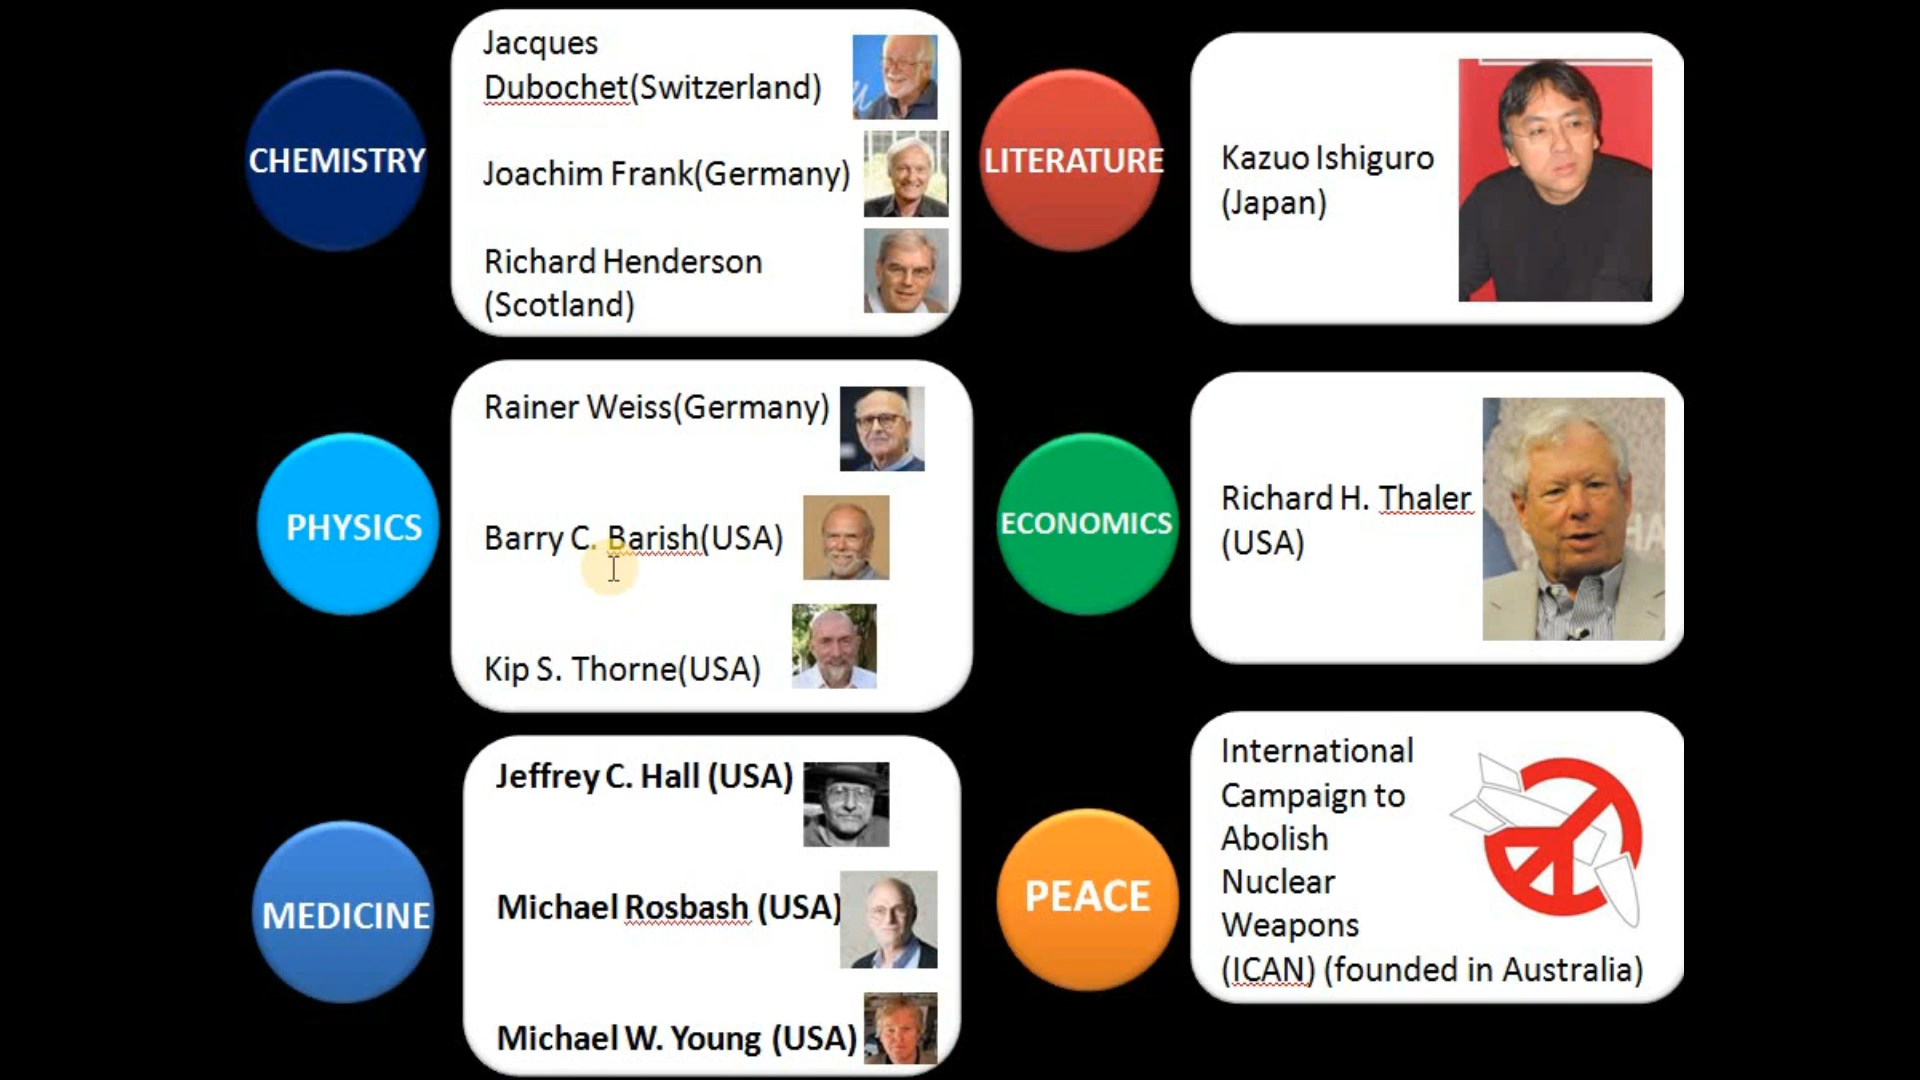 CHEMISTRY
Jacques
Dubochet(Switzerland)
Joachim Frank(Germany)
Richard Henderson
(Scotland)
LITERATURE
Kazuo Ishiguro
(Japan)
PHYSICS
Rainer Weiss(Germany)
Barry C. Barish(USA)
Kip S. Thorne(USA)
ECONOMICS
Richard H. Thaler
(USA)
MEDICINE
Jeffrey C. Hall (USA)
Michael Rosbash (USA)
Michael W. Young (USA)
PEACE
International
Campaign to
Abolish
Nuclear
Weapons
(ICAN) (founded in Australia)